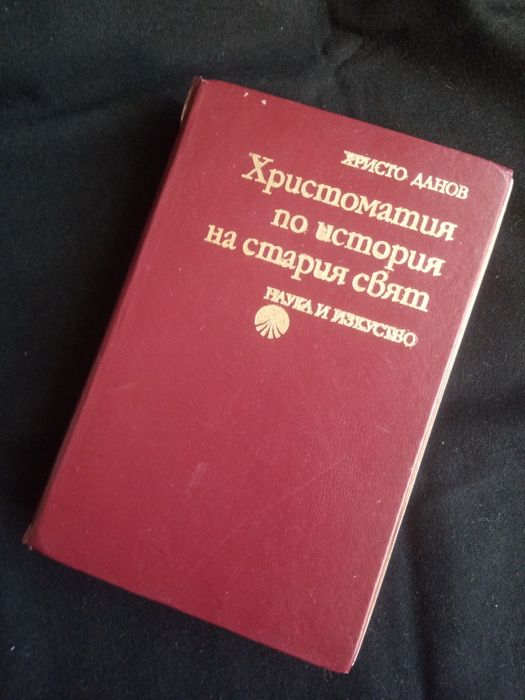 ХРИСТО ДАНОВ
Христоматия
по история
на стария свят
НАУКА И ИЗКУСТВО